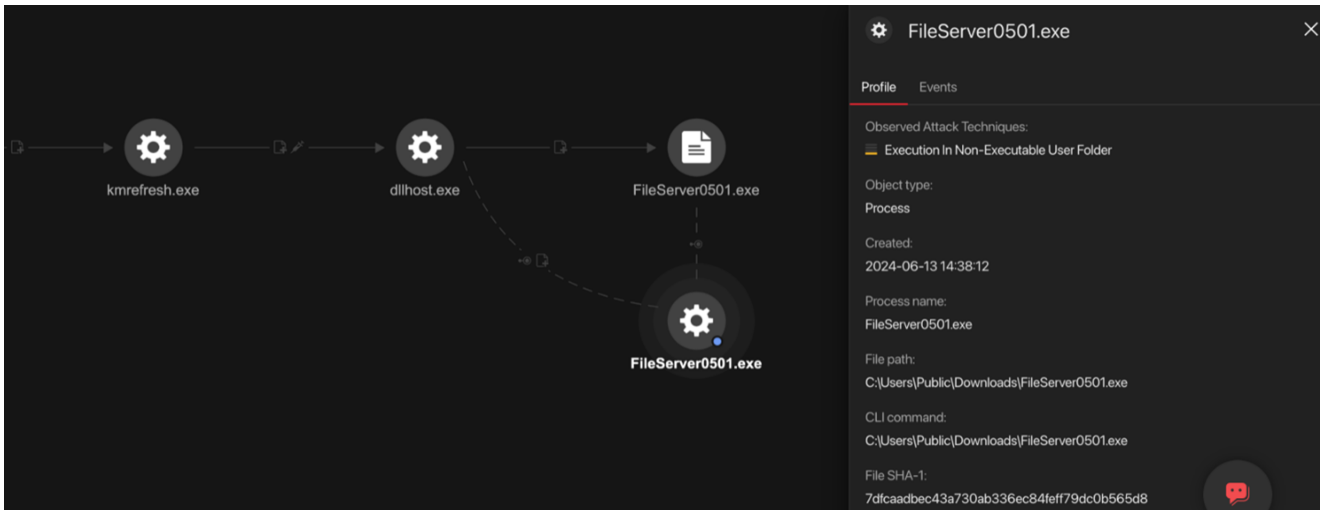 kmrefresh.exe
dllhost.exe
FileServer0501.exe
FileServer0501.exe
FileServer0501.exe
Profile
Events
Observed Attack Techniques:
Execution In Non-Executable User Folder
Object type:
Process
Created:
2024-06-13 14:38:12
Process name:
FileServer0501.exe
File path:
C:\Users\Public\Downloads\FileServer0501.exe
CLI command:
C:\Users\Public\Downloads\FileServer0501.exe
File SHA-1:
7dfcaadbec43a730ab336ec84feff79dc0b565d8